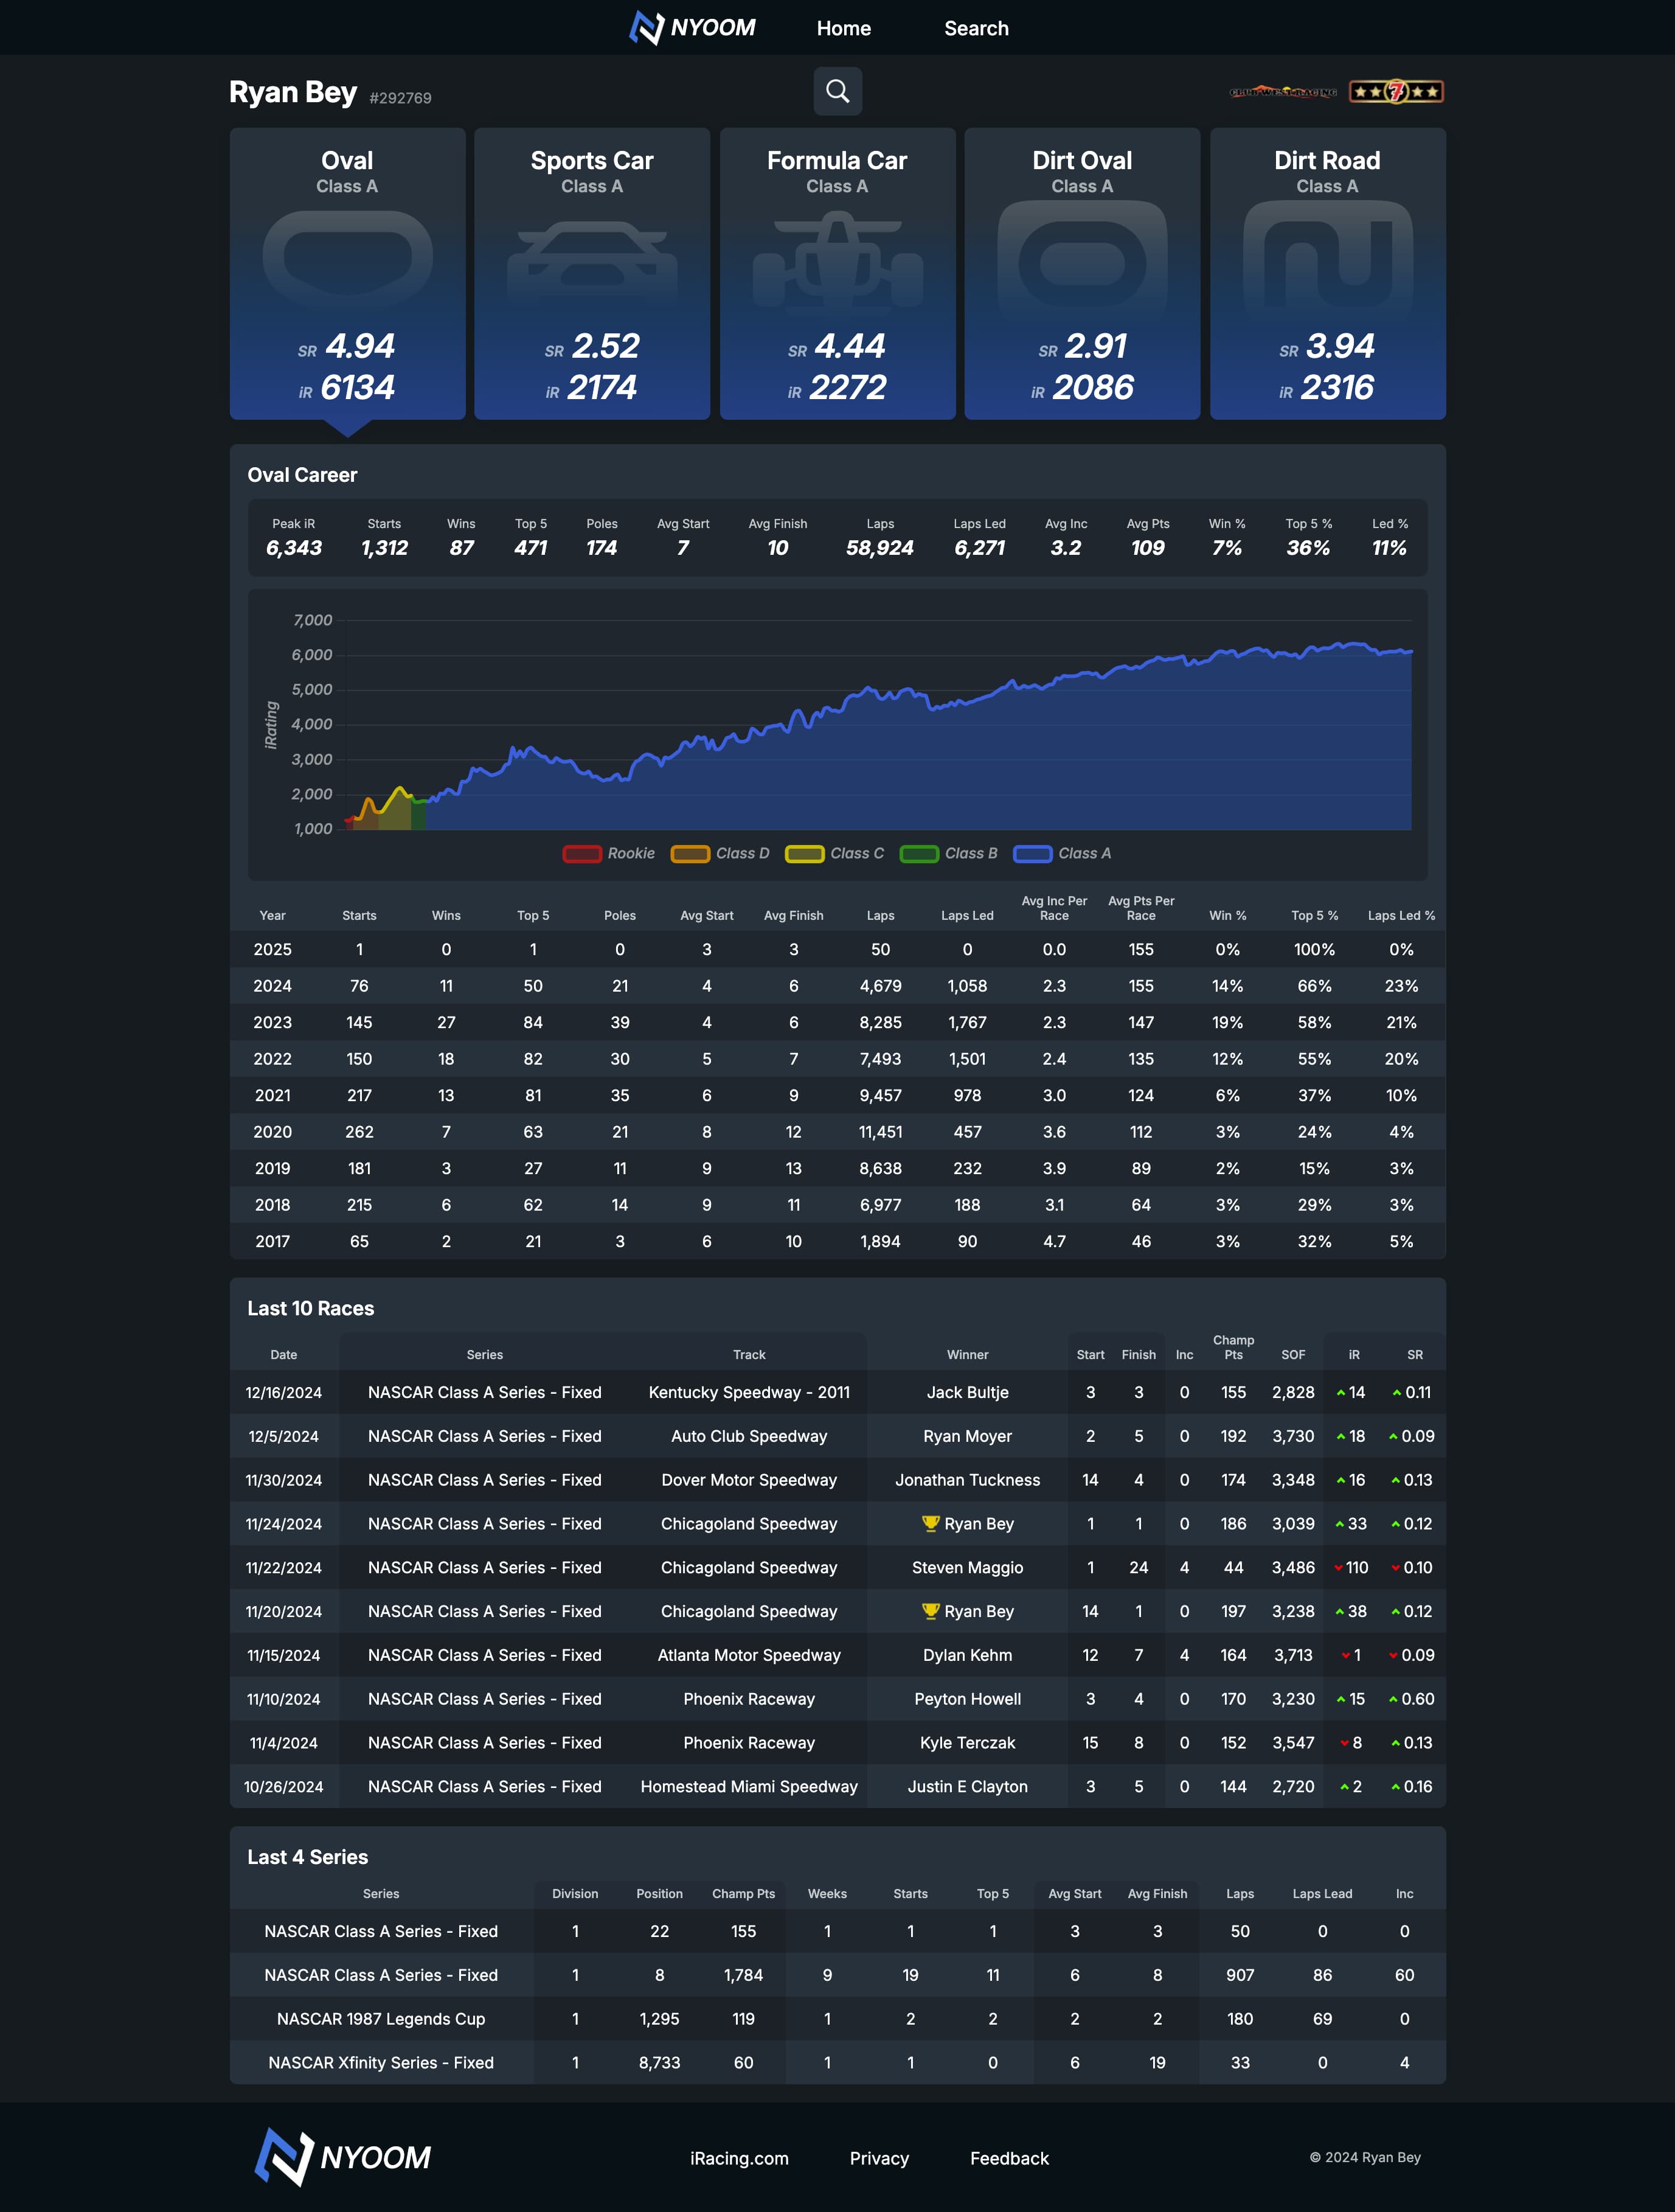 NYOOM Home Search
Ryan Bey #292769
CLUB WEST RACING 7
Oval Sports Car Formula Car Dirt Oval Dirt Road
Class A Class A Class A Class A Class A
SR 4.94 SR 2.52 SR 4.44 SR 2.91 SR 3.94
iR 6134 iR 2174 iR 2272 iR 2086 iR 2316
Oval Career
Peak iR Starts Wins Top 5 Poles Avg Start Avg Finish Laps Laps Led Avg Inc Avg Pts Win % Top 5 % Led %
6,343 1,312 87 471 174 7 10 58,924 6,271 3.2 109 7% 36% 11%
7,000
6,000
5,000
4,000
3,000
2,000
1,000
iRating
Rookie Class D Class C Class B Class A
Year Starts Wins Top 5 Poles Avg Start Avg Finish Laps Laps Led Avg Inc Per Race Avg Pts Per Race Win % Top 5 % Laps Led %
2025 1 0 1 0 3 3 50 0 0.0 155 0% 100% 0%
2024 76 11 50 21 4 6 4,679 1,058 2.3 155 14% 66% 23%
2023 145 27 84 39 4 6 8,285 1,767 2.3 147 19% 58% 21%
2022 150 18 82 30 5 7 7,493 1,501 2.4 135 12% 55% 20%
2021 217 13 81 35 6 9 9,457 978 3.0 124 6% 37% 10%
2020 262 7 63 21 8 12 11,451 457 3.6 112 3% 24% 4%
2019 181 3 27 11 9 13 8,638 232 3.9 89 2% 15% 3%
2018 215 6 62 14 9 11 6,977 188 3.1 64 3% 29% 3%
2017 65 2 21 3 6 10 1,894 90 4.7 46 3% 32% 5%
Last 10 Races
Date Series Track Winner Start Finish Inc Champ Pts SOF iR SR
12/16/2024 NASCAR Class A Series - Fixed Kentucky Speedway - 2011 Jack Bultje 3 3 0 155 2,828 14 0.11
12/5/2024 NASCAR Class A Series - Fixed Auto Club Speedway Ryan Moyer 2 5 0 192 3,730 18 0.09
11/30/2024 NASCAR Class A Series - Fixed Dover Motor Speedway Jonathan Tuckness 14 4 0 174 3,348 16 0.13
11/24/2024 NASCAR Class A Series - Fixed Chicagoland Speedway Ryan Bey 1 1 0 186 3,039 33 0.12
11/22/2024 NASCAR Class A Series - Fixed Chicagoland Speedway Steven Maggio 1 24 4 44 3,486 110 0.10
11/20/2024 NASCAR Class A Series - Fixed Chicagoland Speedway Ryan Bey 14 1 0 197 3,238 38 0.12
11/15/2024 NASCAR Class A Series - Fixed Atlanta Motor Speedway Dylan Kehm 12 7 4 164 3,713 1 0.09
11/10/2024 NASCAR Class A Series - Fixed Phoenix Raceway Peyton Howell 3 4 0 170 3,230 15 0.60
11/4/2024 NASCAR Class A Series - Fixed Phoenix Raceway Kyle Terczak 15 8 0 152 3,547 8 0.13
10/26/2024 NASCAR Class A Series - Fixed Homestead Miami Speedway Justin E Clayton 3 5 0 144 2,720 2 0.16
Last 4 Series
Series Division Position Champ Pts Weeks Starts Top 5 Avg Start Avg Finish Laps Laps Lead Inc
NASCAR Class A Series - Fixed 1 22 155 1 1 1 3 3 50 0 0
NASCAR Class A Series - Fixed 1 8 1,784 9 19 11 6 8 907 86 60
NASCAR 1987 Legends Cup 1 1,295 119 1 2 2 2 2 180 69 0
NASCAR Xfinity Series - Fixed 1 8,733 60 1 1 0 6 19 33 0 4
NYOOM iRacing.com Privacy Feedback © 2024 Ryan Bey